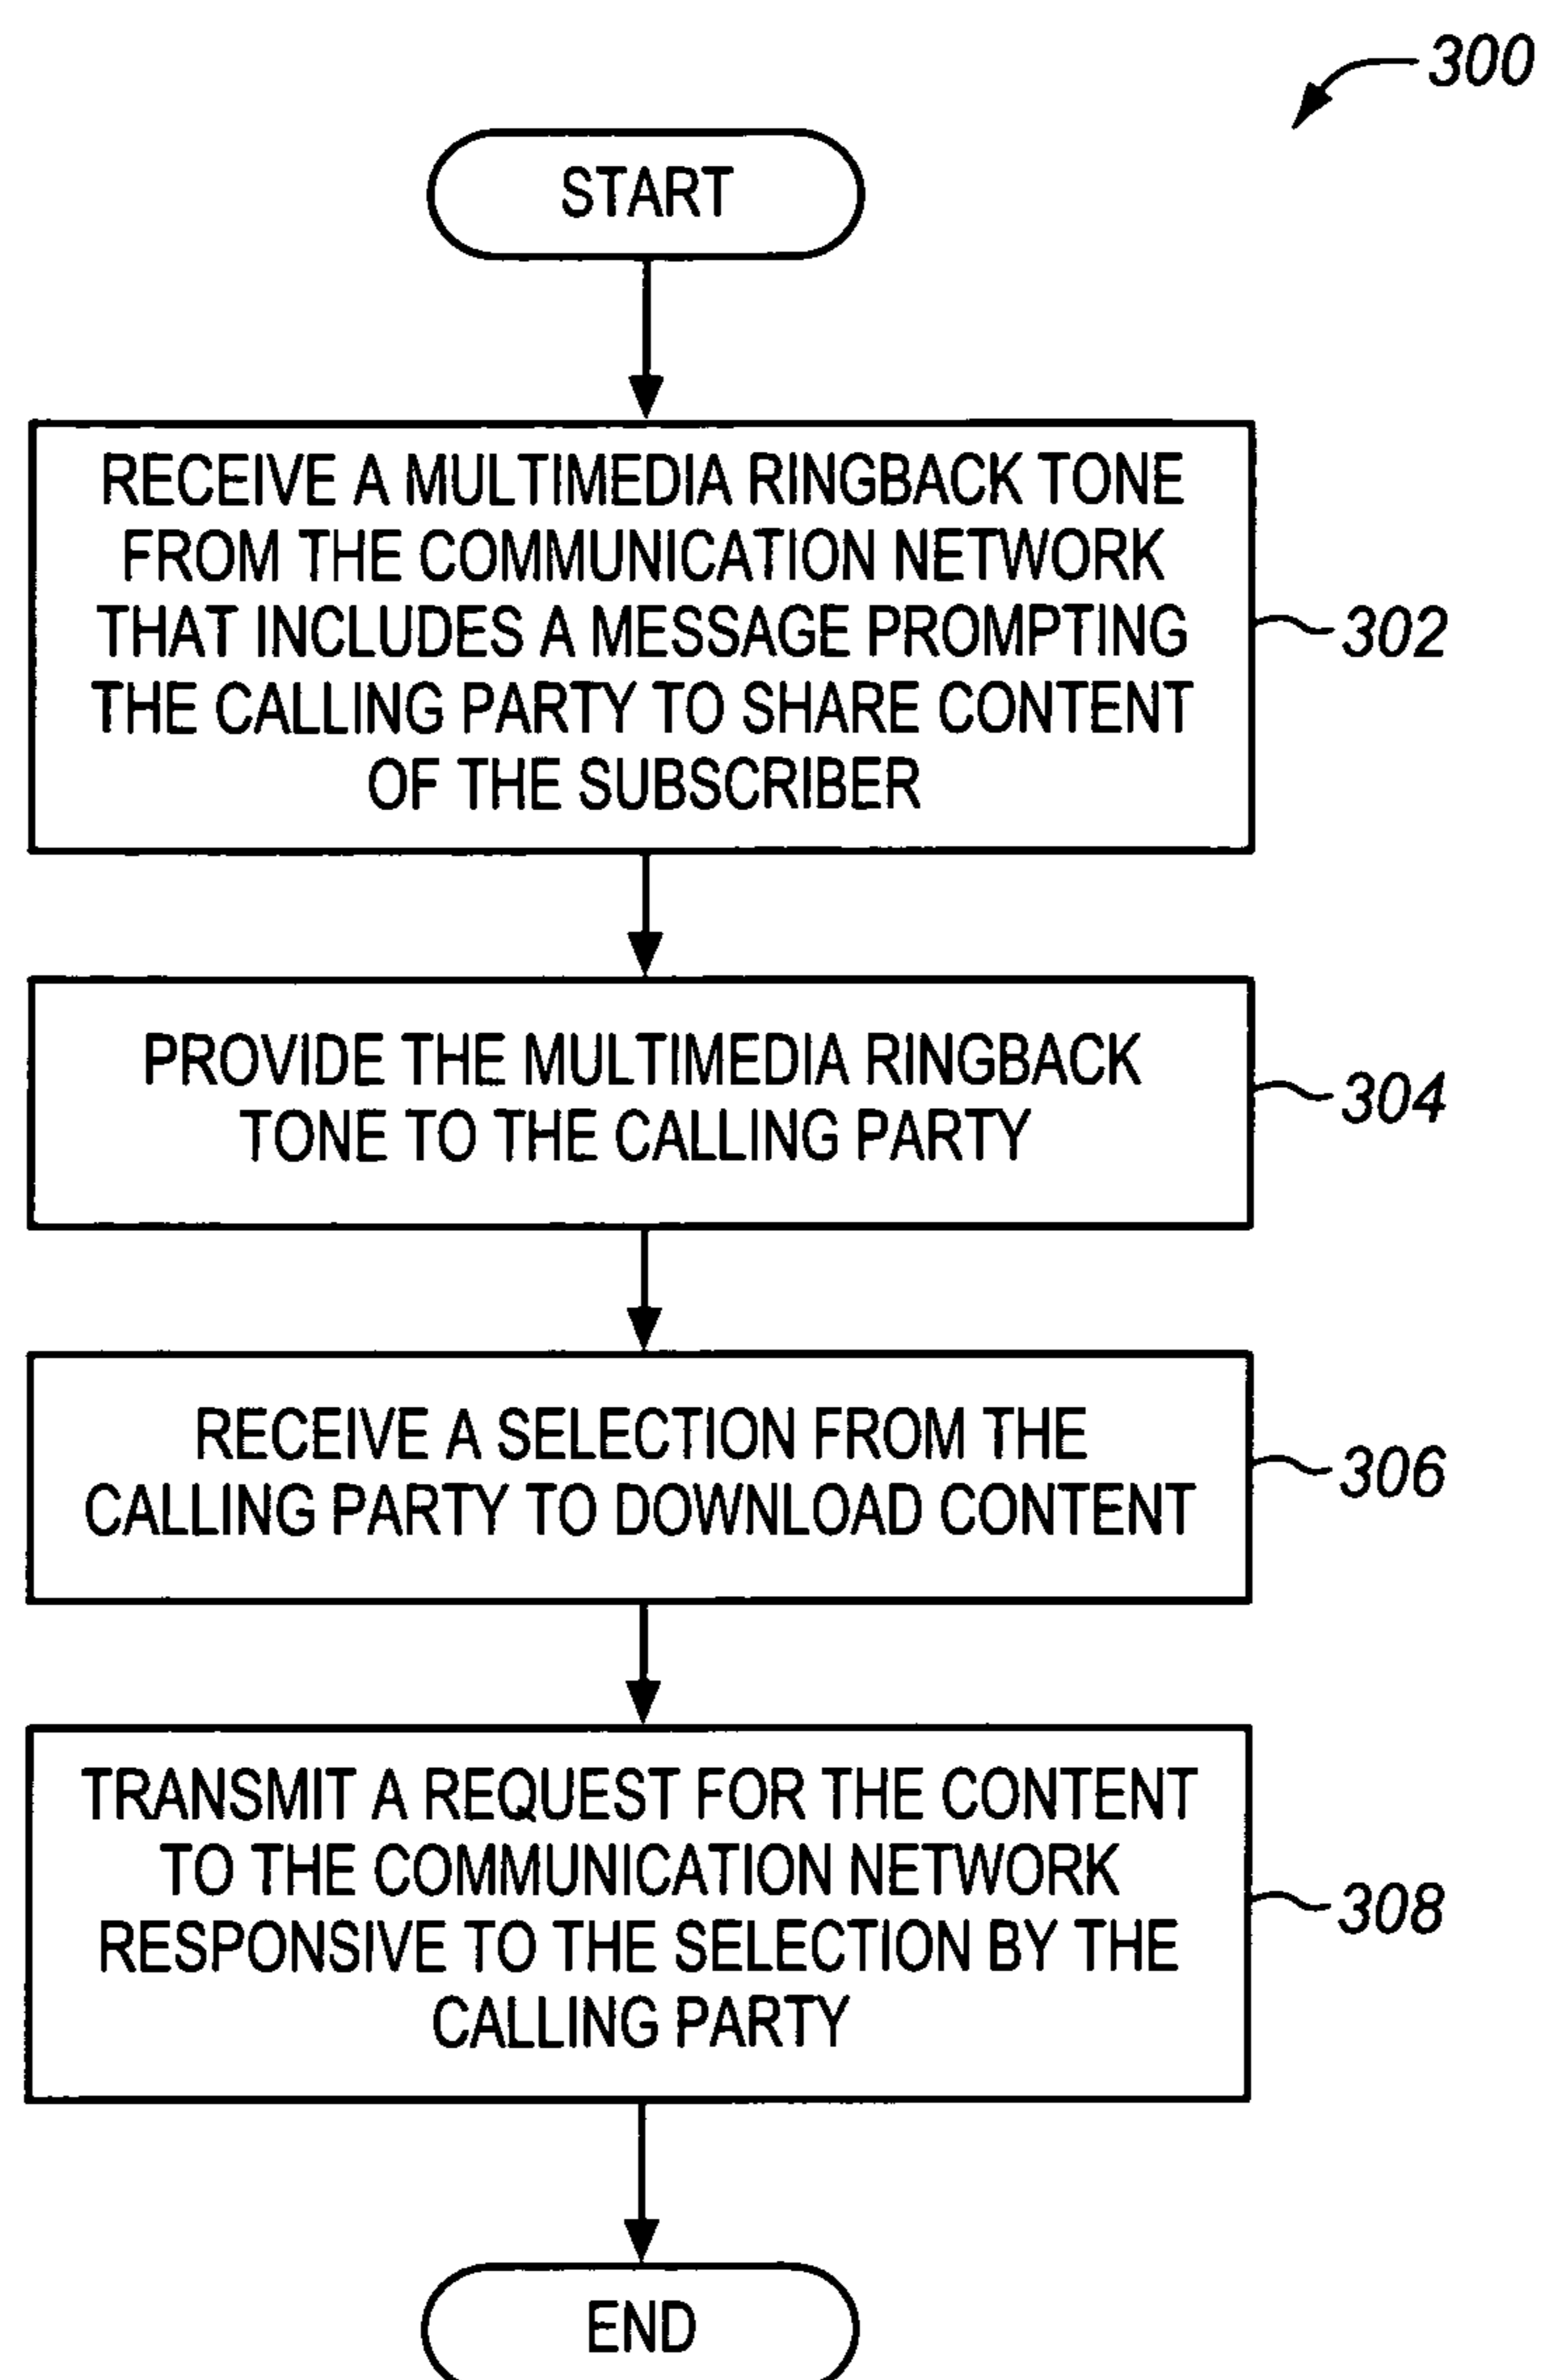 300
START
RECEIVE A MULTIMEDIA RINGBACK TONE
FROM THE COMMUNICATION NETWORK
THAT INCLUDES A MESSAGE PROMPTING
THE CALLING PARTY TO SHARE CONTENT
OF THE SUBSCRIBER
302
PROVIDE THE MULTIMEDIA RINGBACK
TONE TO THE CALLING PARTY
304
RECEIVE A SELECTION FROM THE
CALLING PARTY TO DOWNLOAD CONTENT
306
TRANSMIT A REQUEST FOR THE CONTENT
TO THE COMMUNICATION NETWORK
RESPONSIVE TO THE SELECTION BY THE
CALLING PARTY
308
END